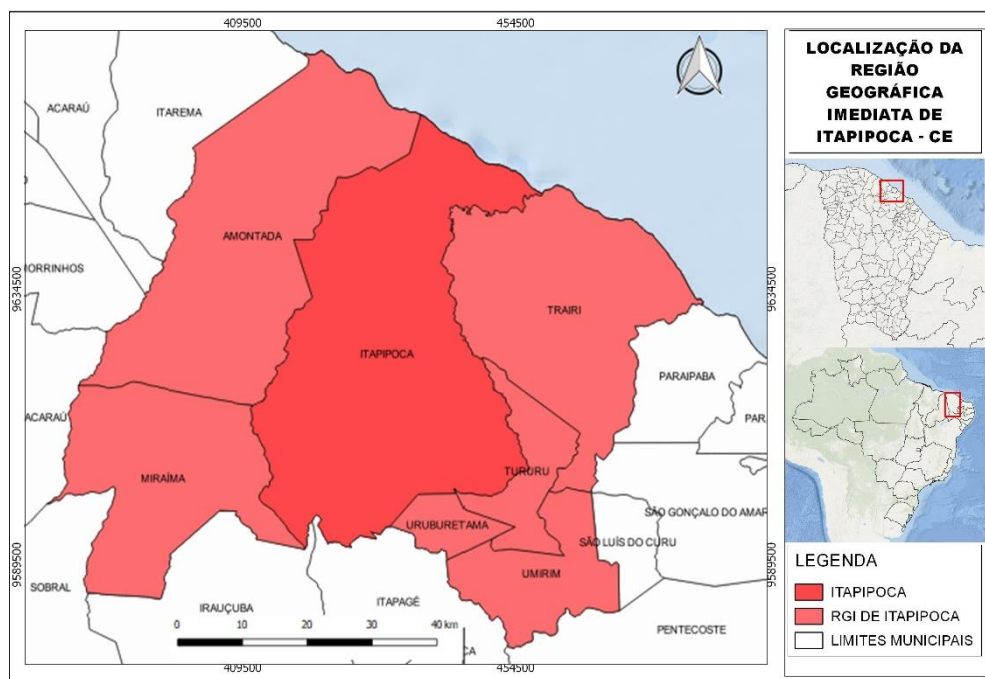 409500
454500
ACARAÚ
ITAREMA
AMONTADA
MORRINHOS
9634500
9634500
TRAIRI
ITAPIPOCA
PARAIPABA
ACARAÚ
PAR
MIRAÍMA
TURURU
SÃO GONÇALO DO AMAR
URUBURETAMA
SÃO LUÍS DO CURU
9589500
9589500
UMIRIM
SOBRAL
IRAUÇUBA
ITAPAGÉ
PENTECOSTE
0 10 20 30 40 km
CA
409500
454500
LOCALIZAÇÃO DA
REGIÃO
GEOGRÁFICA
IMEDIATA DE
ITAPIPOCA - CE
LEGENDA
ITAPIPOCA
RGI DE ITAPIPOCA
LIMITES MUNICIPAIS